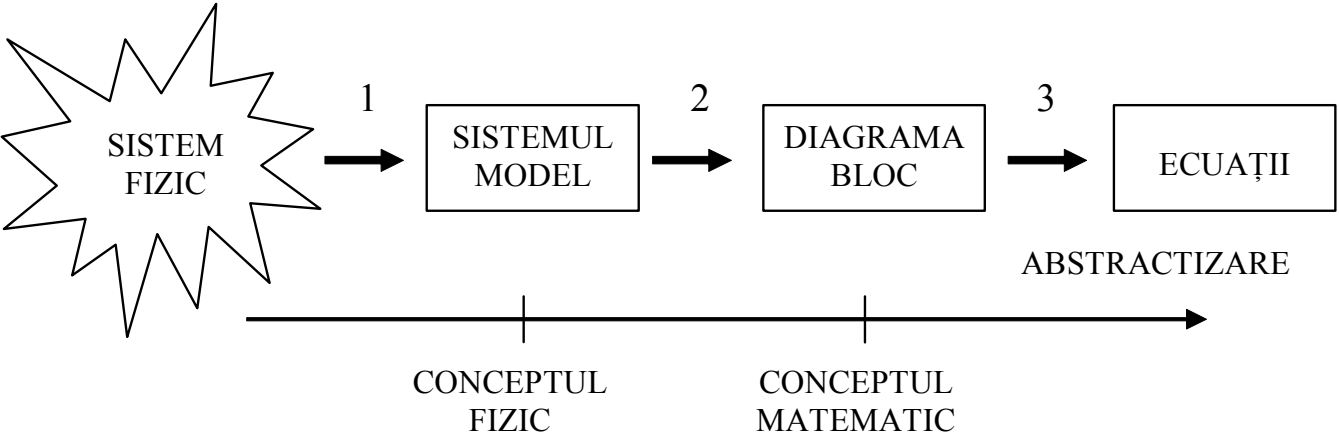 1
2
3
SISTEM
FIZIC
SISTEMUL
MODEL
DIAGRAMA
BLOC
ECUAȚII
ABSTRACTIZARE
CONCEPTUL
FIZIC
CONCEPTUL
MATEMATIC